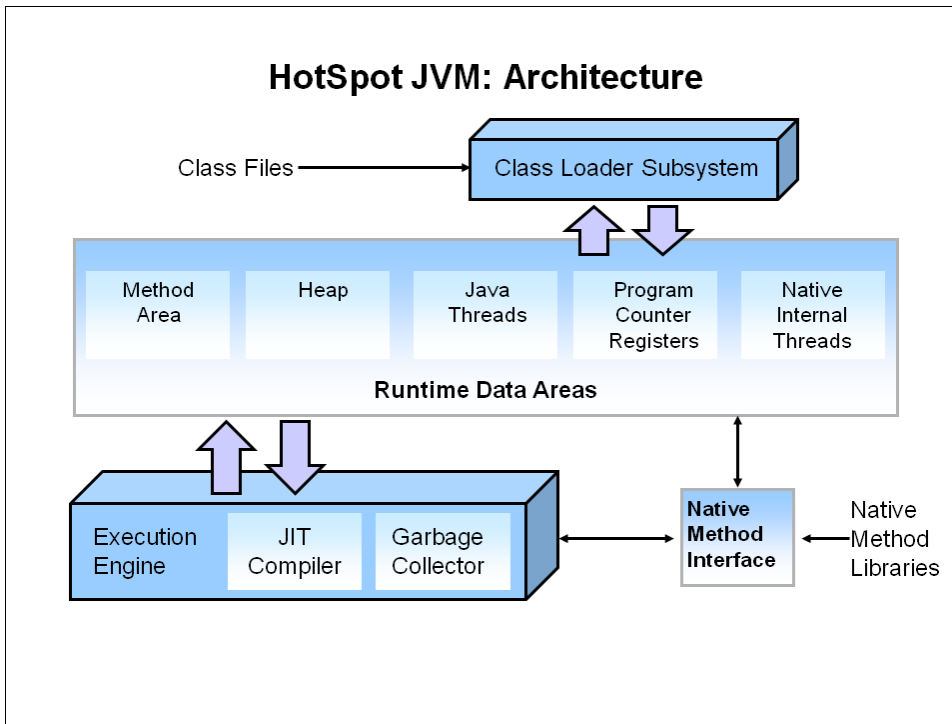 HotSpot JVM: Architecture
Class Files
Class Loader Subsystem
Method
Area
Heap
Java
Threads
Program
Counter
Registers
Native
Internal
Threads
Runtime Data Areas
Execution
Engine
JIT
Compiler
Garbage
Collector
Native
Method
Interface
Native
Method
Libraries